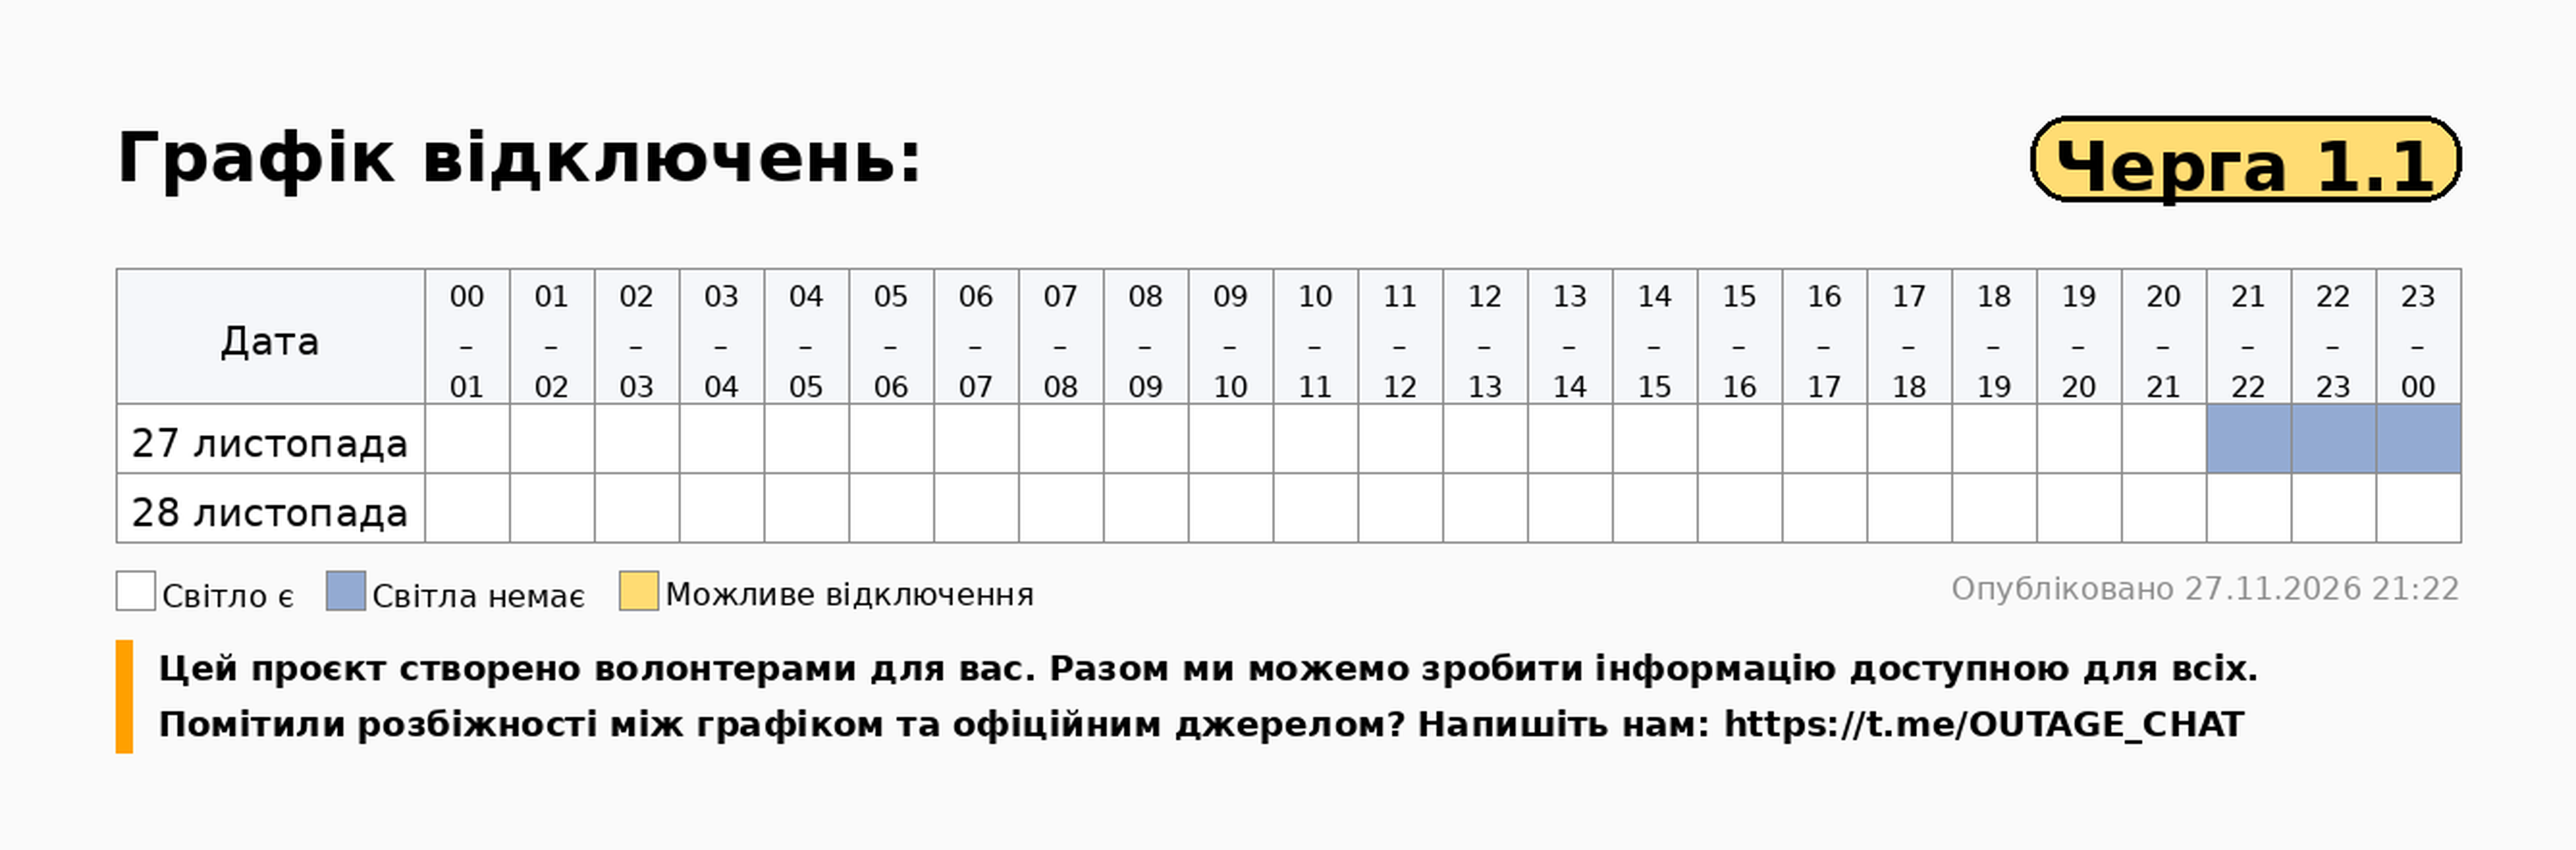 Графік відключень:
Черга 1.1
Дата
00 – 01
01 – 02
02 – 03
03 – 04
04 – 05
05 – 06
06 – 07
07 – 08
08 – 09
09 – 10
10 – 11
11 – 12
12 – 13
13 – 14
14 – 15
15 – 16
16 – 17
17 – 18
18 – 19
19 – 20
20 – 21
21 – 22
22 – 23
23 – 00
27 листопада
28 листопада
Світло є
Світла немає
Можливе відключення
Опубліковано 27.11.2026 21:22
Цей проєкт створено волонтерами для вас. Разом ми можемо зробити інформацію доступною для всіх.
Помітили розбіжності між графіком та офіційним джерелом? Напишіть нам: https://t.me/OUTAGE_CHAT